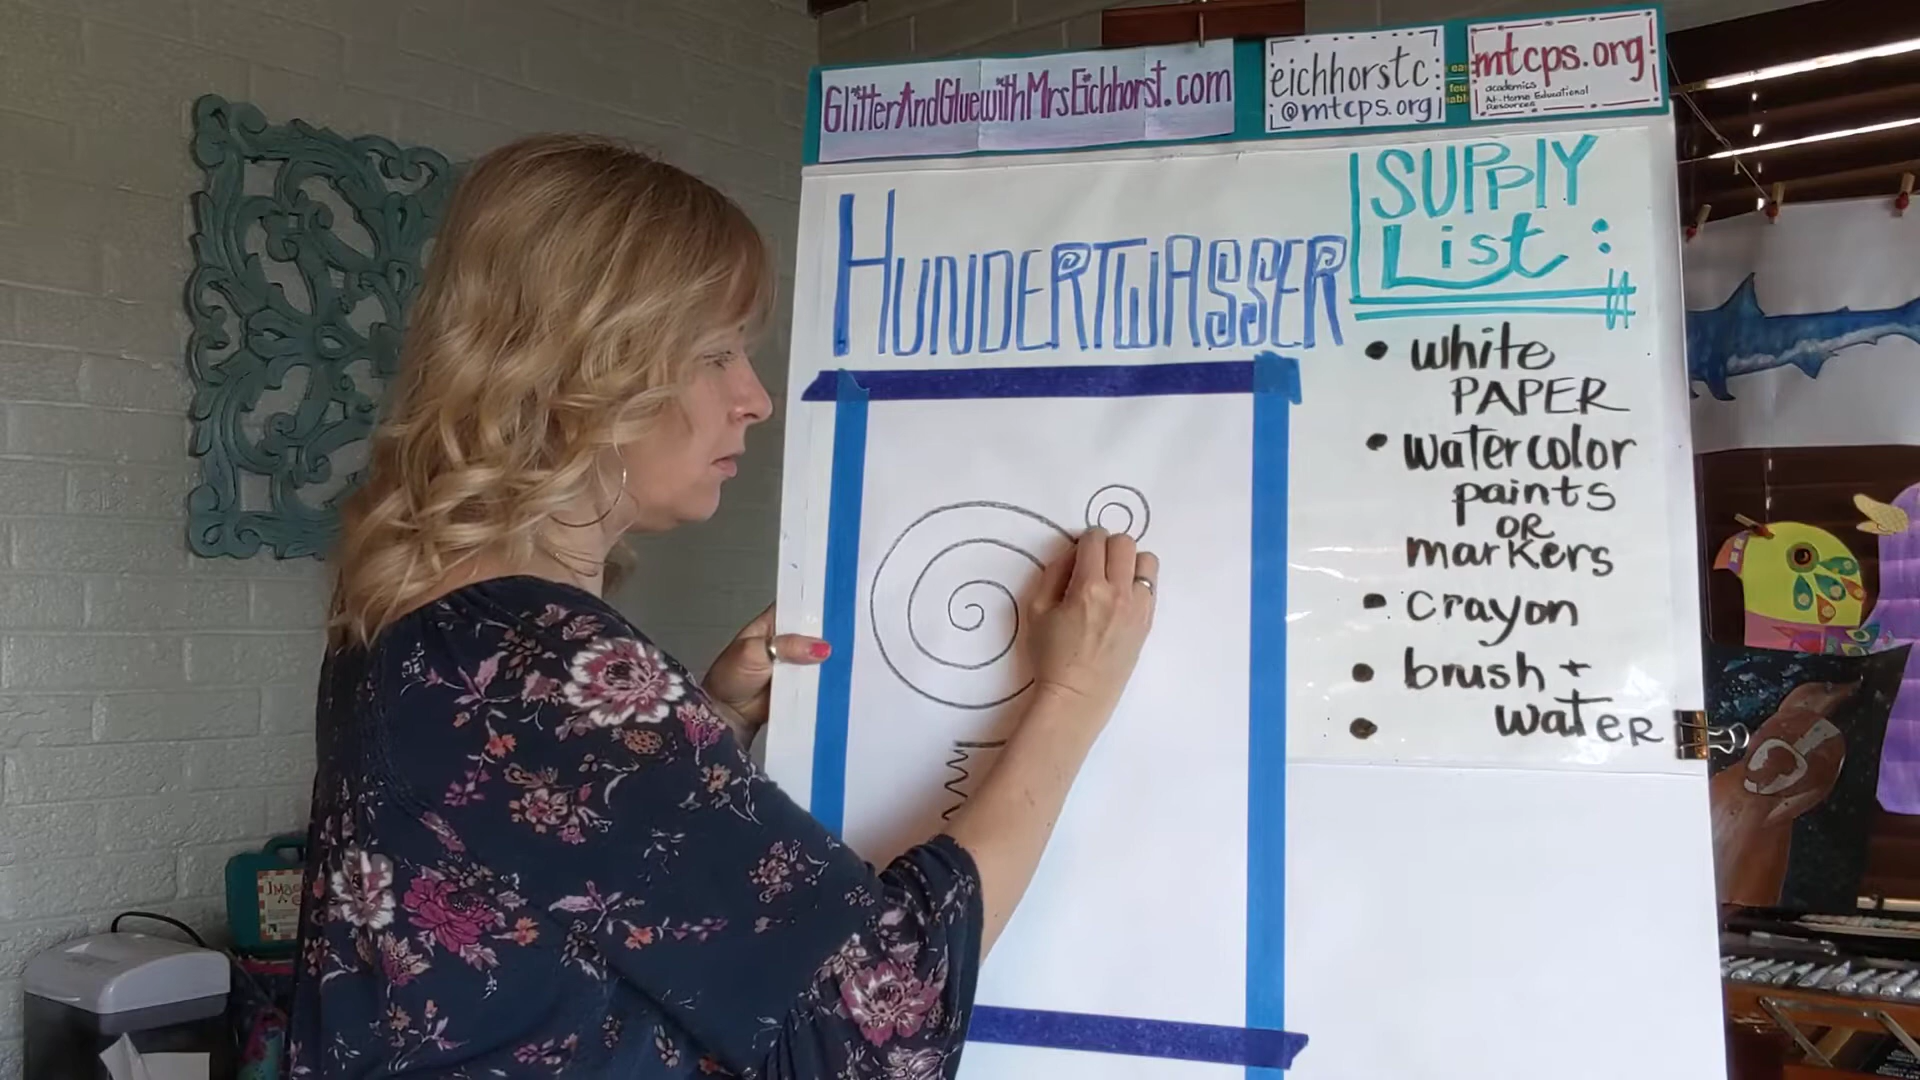 GlitterAndGluewithMrsEichhorst.com
eichhorstc
@mtcps.org
mtcps.org
academics
At-Home Educational
Resources
HUNDERTWASSER
SUPPLY
List:
• white
PAPER
• watercolor
paints
OR
markers
• crayon
• brush +
• water